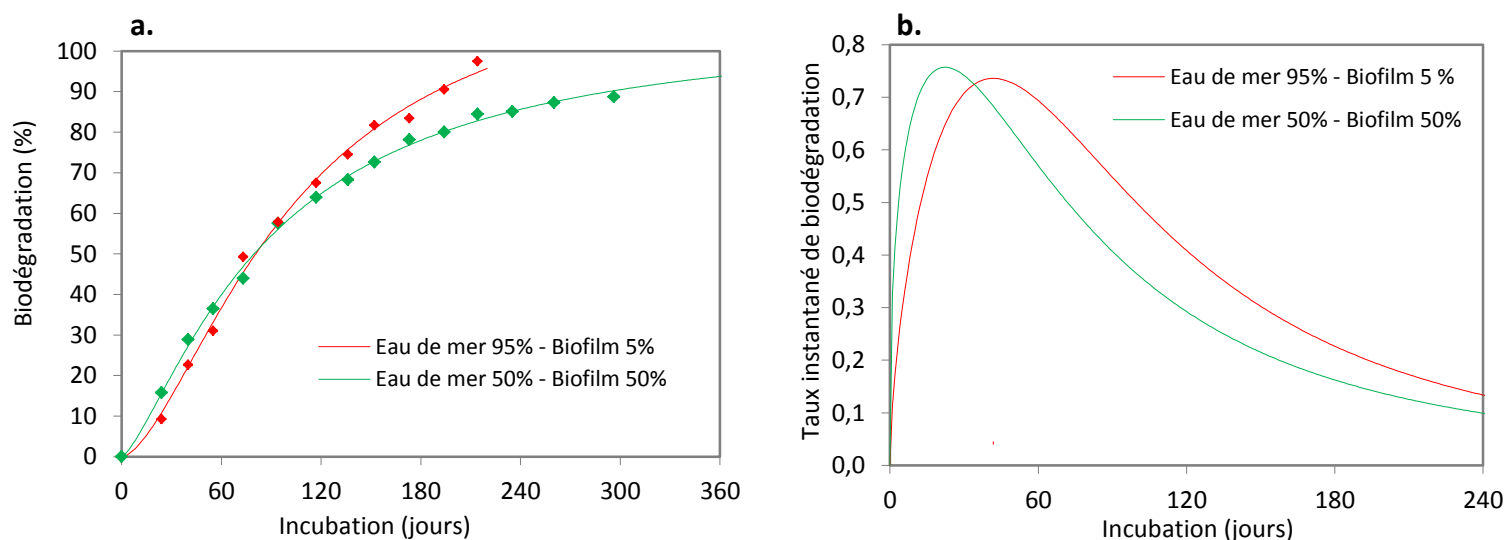 a.
Biodégradation (%)
100
90
80
70
60
50
40
30
20
10
0
Eau de mer 95% - Biofilm 5%
Eau de mer 50% - Biofilm 50%
0 60 120 180 240 300 360
Incubation (jours)
b.
Taux instantané de biodégradation
0,8
0,7
0,6
0,5
0,4
0,3
0,2
0,1
0,0
Eau de mer 95% - Biofilm 5 %
Eau de mer 50% - Biofilm 50%
0 60 120 180 240
Incubation (jours)